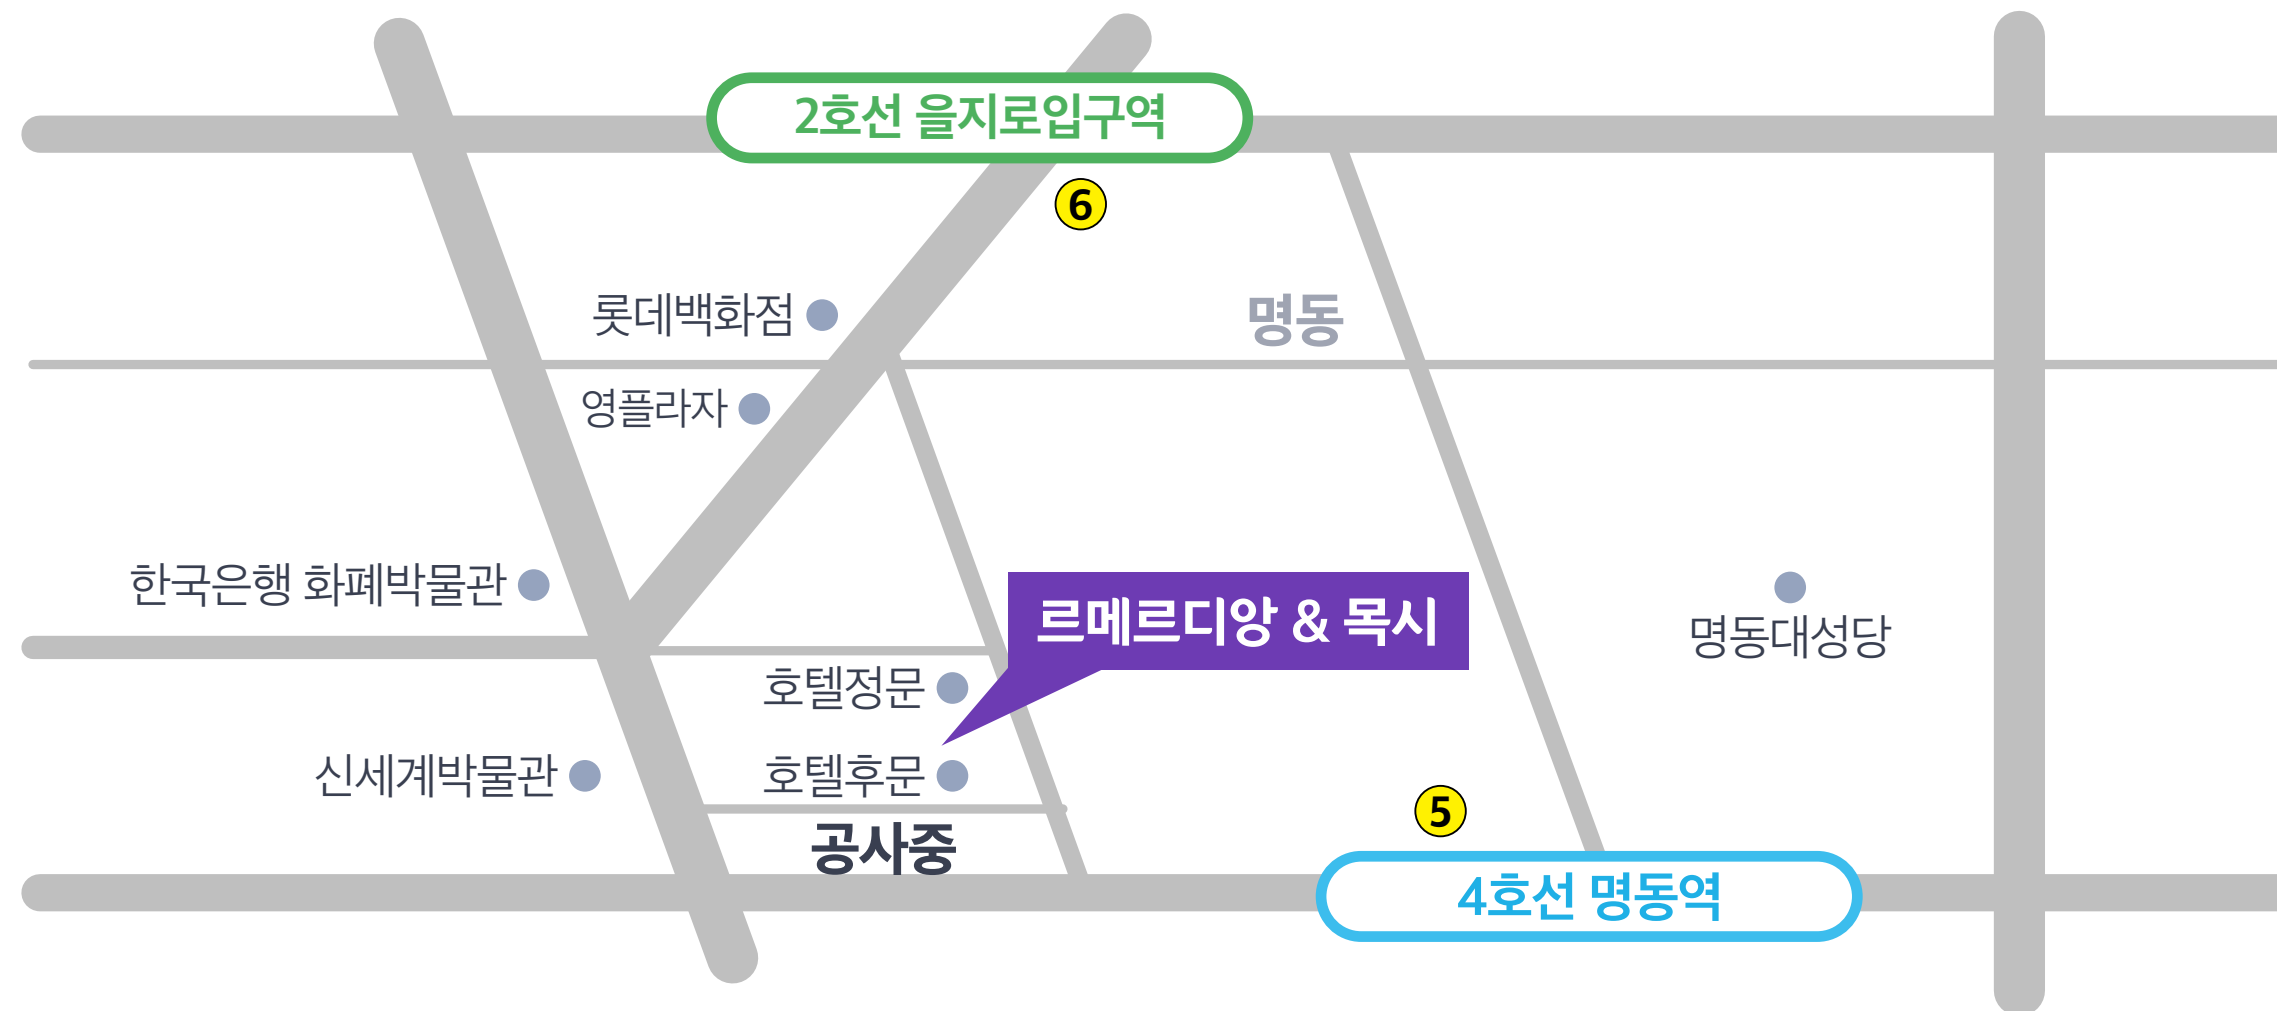 2호선 을지로입구역
6
롯데백화점
명동
영플라자
한국은행 화폐박물관
르메르디앙 & 목시
명동대성당
호텔정문
신세계박물관
호텔후문
5
공사중
4호선 명동역